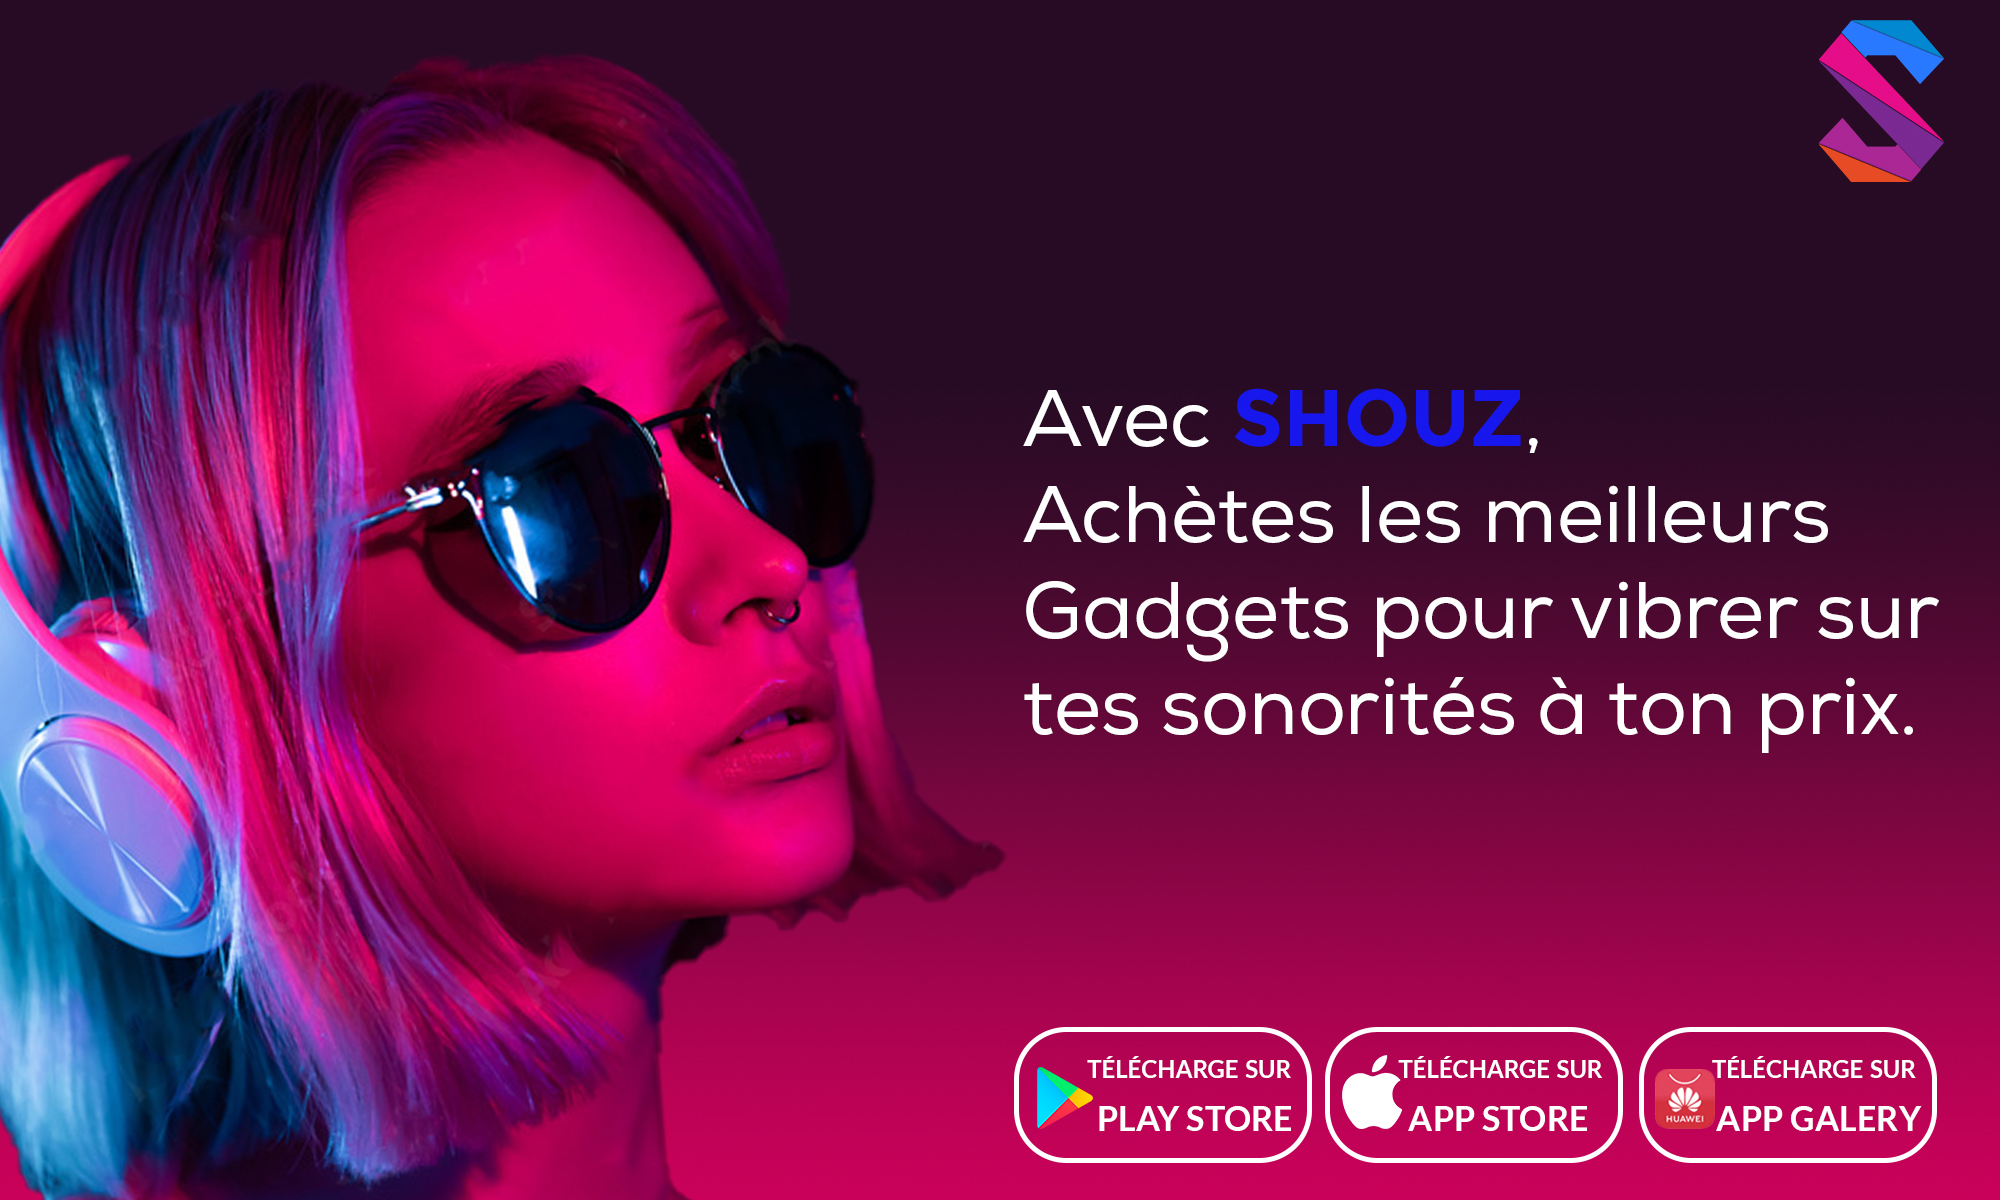 Avec SHOUZ,
Achètes les meilleurs
Gadgets pour vibrer sur
tes sonorités à ton prix.
TÉLÉCHARGE SUR
PLAY STORE
TÉLÉCHARGE SUR
APP STORE
HUAWEI
TÉLÉCHARGE SUR
APP GALERY